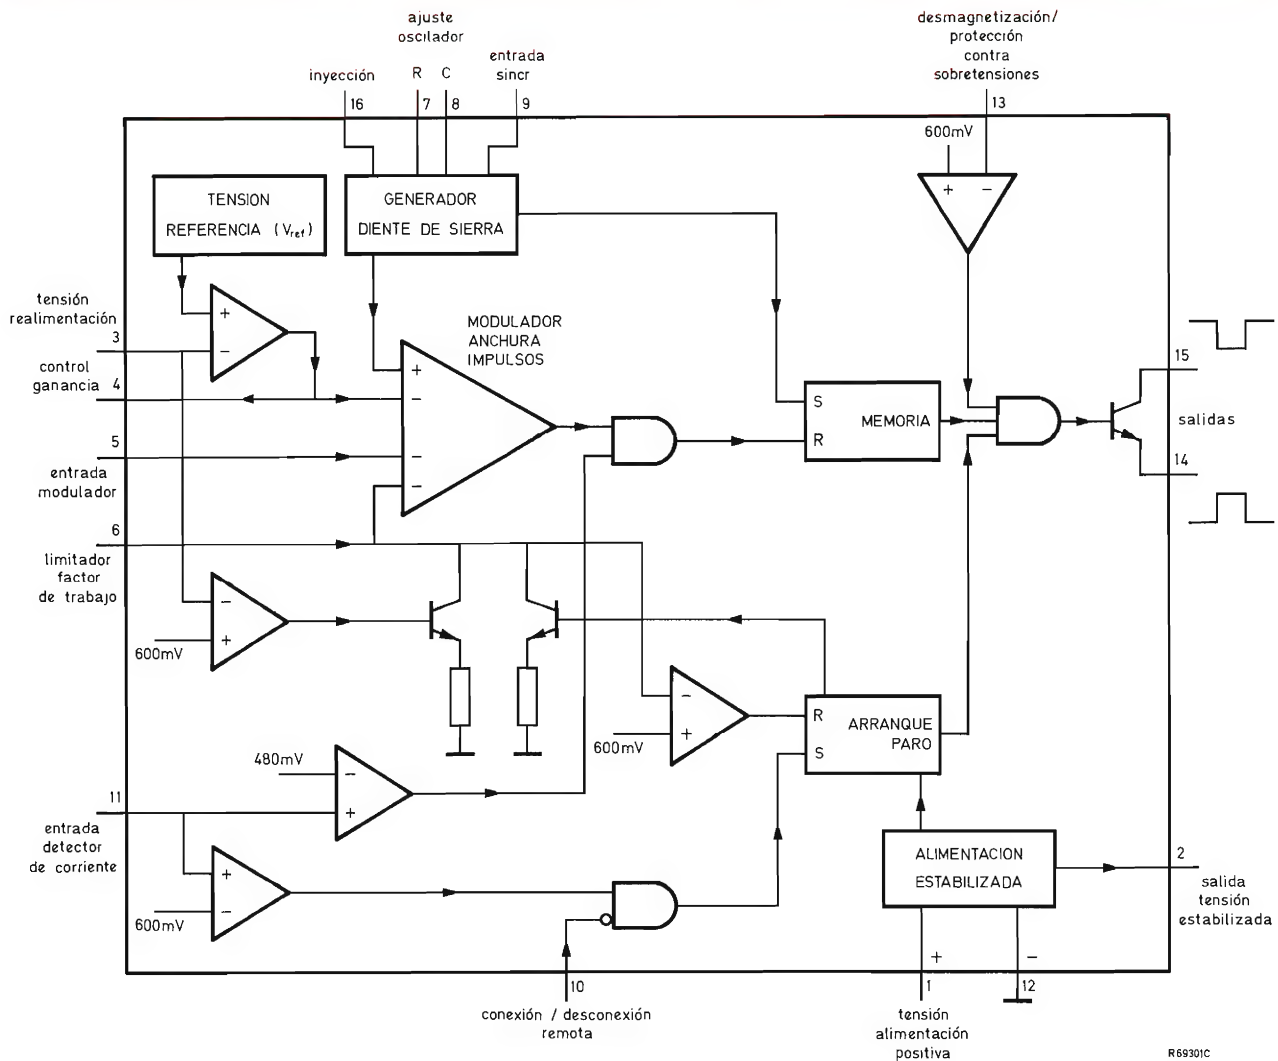 ajuste
oscilador
desmagnetización/
protección
contra
sobretensiones
entrada
sincr
inyección
R C
16 7 8 9 13
600mV
+ −
TENSION
REFERENCIA (Vref)
GENERADOR
DIENTE DE SIERRA
tensión
realimentación
3
control
ganancia 4
5
entrada
modulador
6
limitador
factor
de trabajo
+
−
MODULADOR
ANCHURA
IMPULSOS
+
−
−
−
S
R
MEMORIA
15
salidas
14
−
+
600mV
−
+
600mV
R
S
ARRANQUE
PARO
480mV
−
+
11
entrada
detector
de corriente
+
−
600mV
ALIMENTACION
ESTABILIZADA
2
salida
tensión
estabilizada
+ −
10
conexión / desconexión
remota
1 12
tensión
alimentación
positiva
R69301C